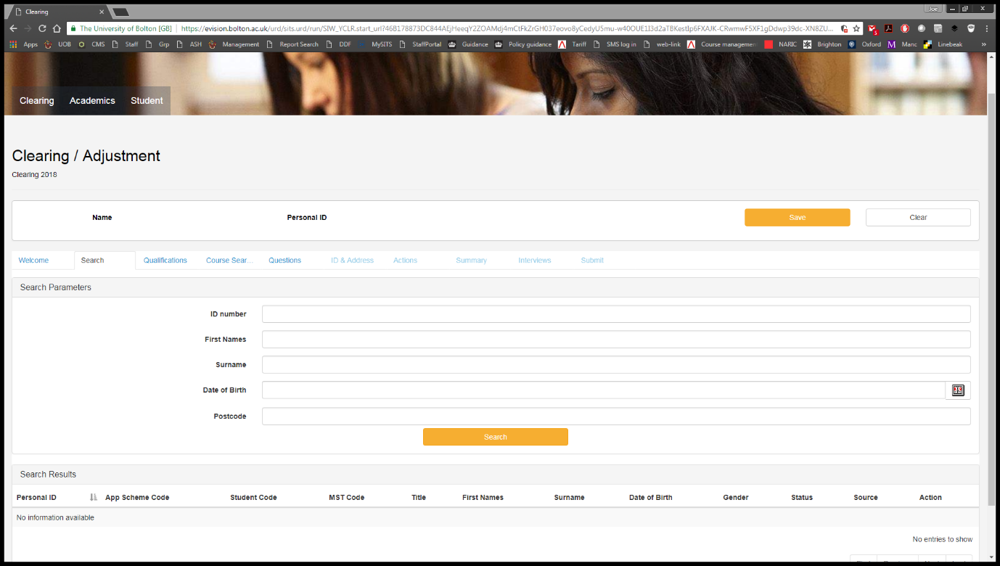 Clearing
Joe
The University of Bolton [GB] https://evision.bolton.ac.uk/urd/sits.urd/run/SIW_YCLR.start_url?46B178873DC844AEjHeeqY2ZOAMdj4mCtFkZrGH037eovo8yCedyU5mu-w40OUE1I3d2aTBKestIp6FXAJK-CRwmwF5XF1gDdwp39dc-XN8ZU...
5
Apps UOB CMS Staff Grp ASH Management Report Search DDF MySITS StaffPortal Guidance Policy guidance Tariff SMS log in web-link Course management NARIC Brighton Oxford Manc Linebeak »
Clearing Academics Student
Clearing / Adjustment
Clearing 2018
Name Personal ID Save Clear
Welcome Search Qualifications Course Sear... Questions ID & Address Actions Summary Interviews Submit
Search Parameters
ID number
First Names
Surname
Date of Birth
Postcode
Search
Search Results
Personal ID App Scheme Code Student Code MST Code Title First Names Surname Date of Birth Gender Status Source Action
No information available
No entries to show